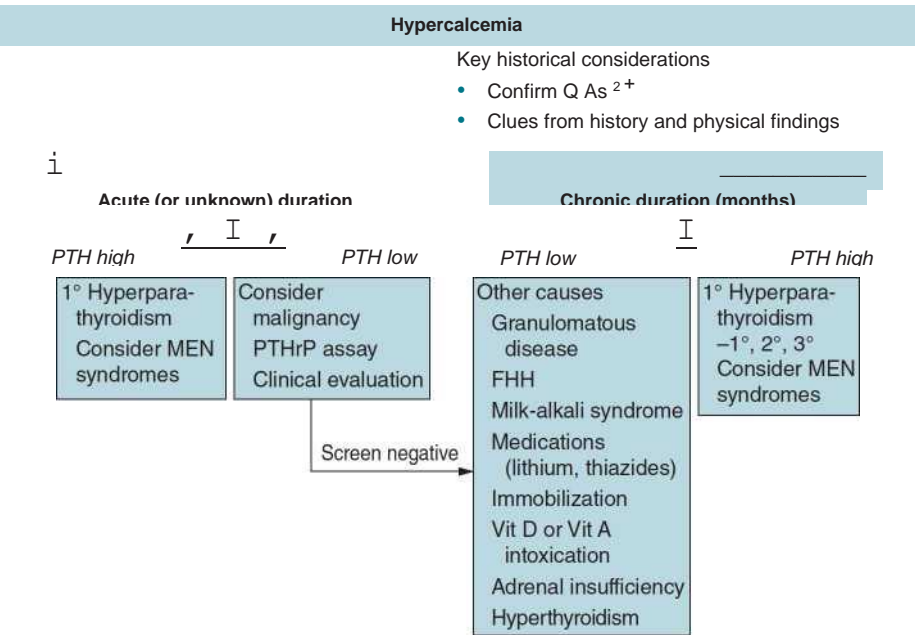 Hypercalcemia
Key historical considerations
• Confirm Q As 2+
• Clues from history and physical findings
i
Acute (or unknown) duration
Chronic duration (months)
, I ,
I
PTH high
PTH low
PTH low
PTH high
1° Hyperpara-
thyroidism
Consider MEN
syndromes
Consider
malignancy
PTHrP assay
Clinical evaluation
Screen negative
Other causes
Granulomatous
disease
FHH
Milk-alkali syndrome
Medications
(lithium, thiazides)
Immobilization
Vit D or Vit A
intoxication
Adrenal insufficiency
Hyperthyroidism
1° Hyperpara-
thyroidism
–1°, 2°, 3°
Consider MEN
syndromes